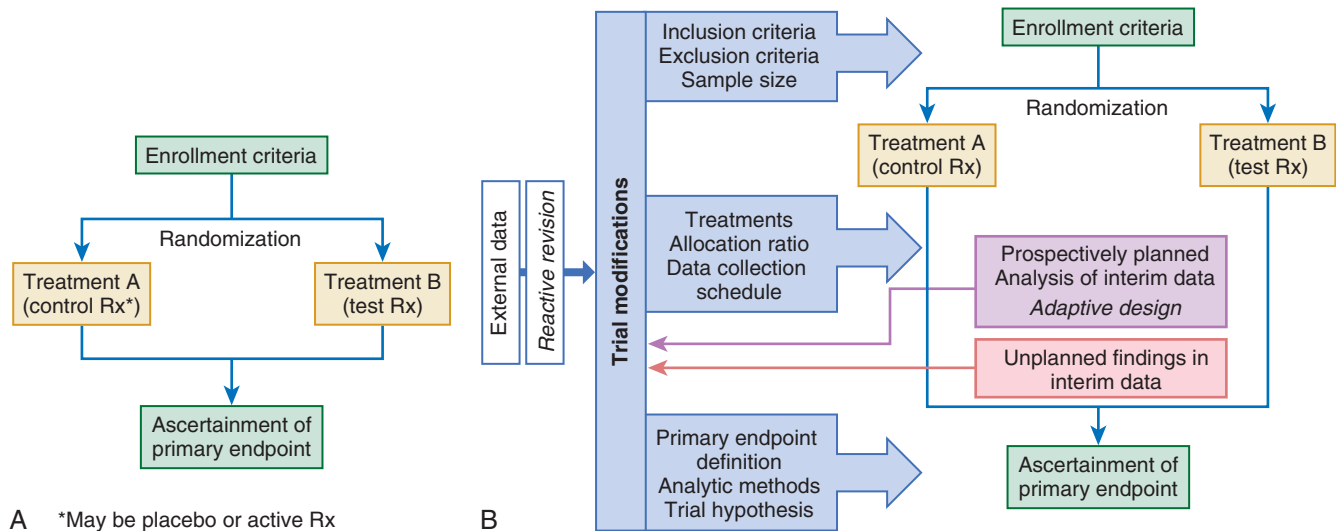 Enrollment criteria
Randomization
Treatment A
(control Rx*)
Treatment B
(test Rx)
Ascertainment of
primary endpoint
A
*May be placebo or active Rx
External data
Reactive revision
Trial modifications
Inclusion criteria
Exclusion criteria
Sample size
Treatments
Allocation ratio
Data collection
schedule
Primary endpoint
definition
Analytic methods
Trial hypothesis
Enrollment criteria
Randomization
Treatment A
(control Rx)
Treatment B
(test Rx)
Prospectively planned
Analysis of interim data
Adaptive design
Unplanned findings in
interim data
Ascertainment of
primary endpoint
B